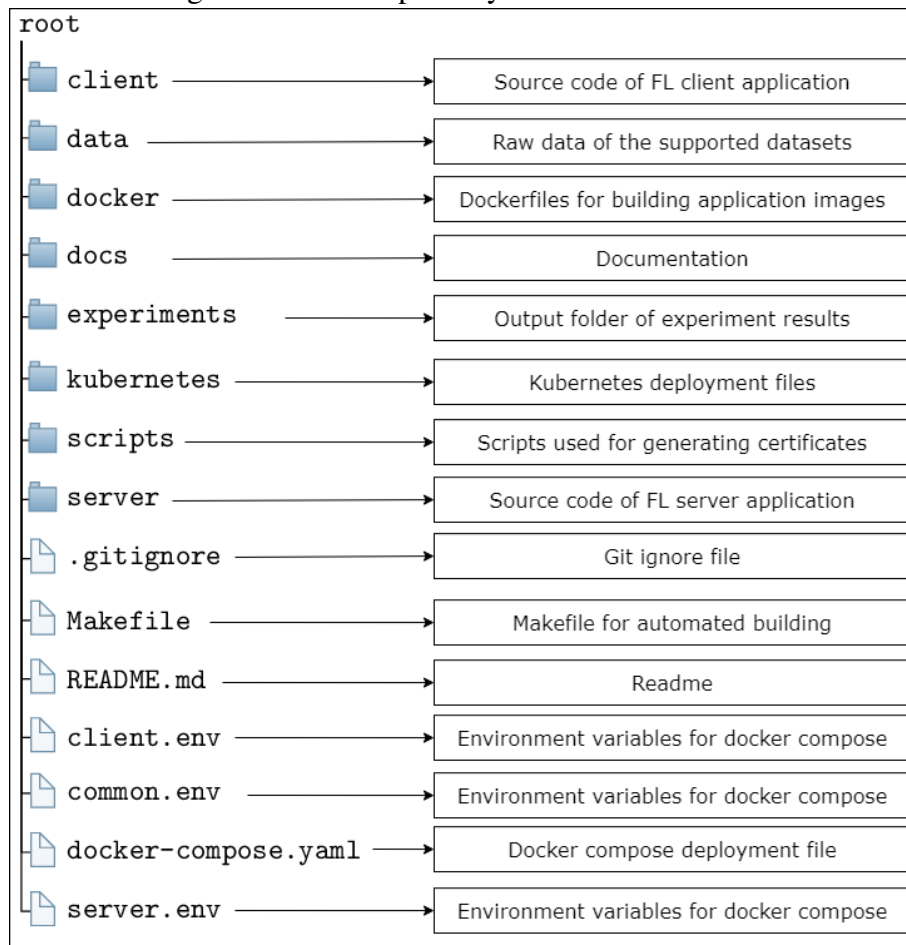 root
client
Source code of FL client application
data
Raw data of the supported datasets
docker
Dockerfiles for building application images
docs
Documentation
experiments
Output folder of experiment results
kubernetes
Kubernetes deployment files
scripts
Scripts used for generating certificates
server
Source code of FL server application
.gitignore
Git ignore file
Makefile
Makefile for automated building
README.md
Readme
client.env
Environment variables for docker compose
common.env
Environment variables for docker compose
docker-compose.yaml
Docker compose deployment file
server.env
Environment variables for docker compose